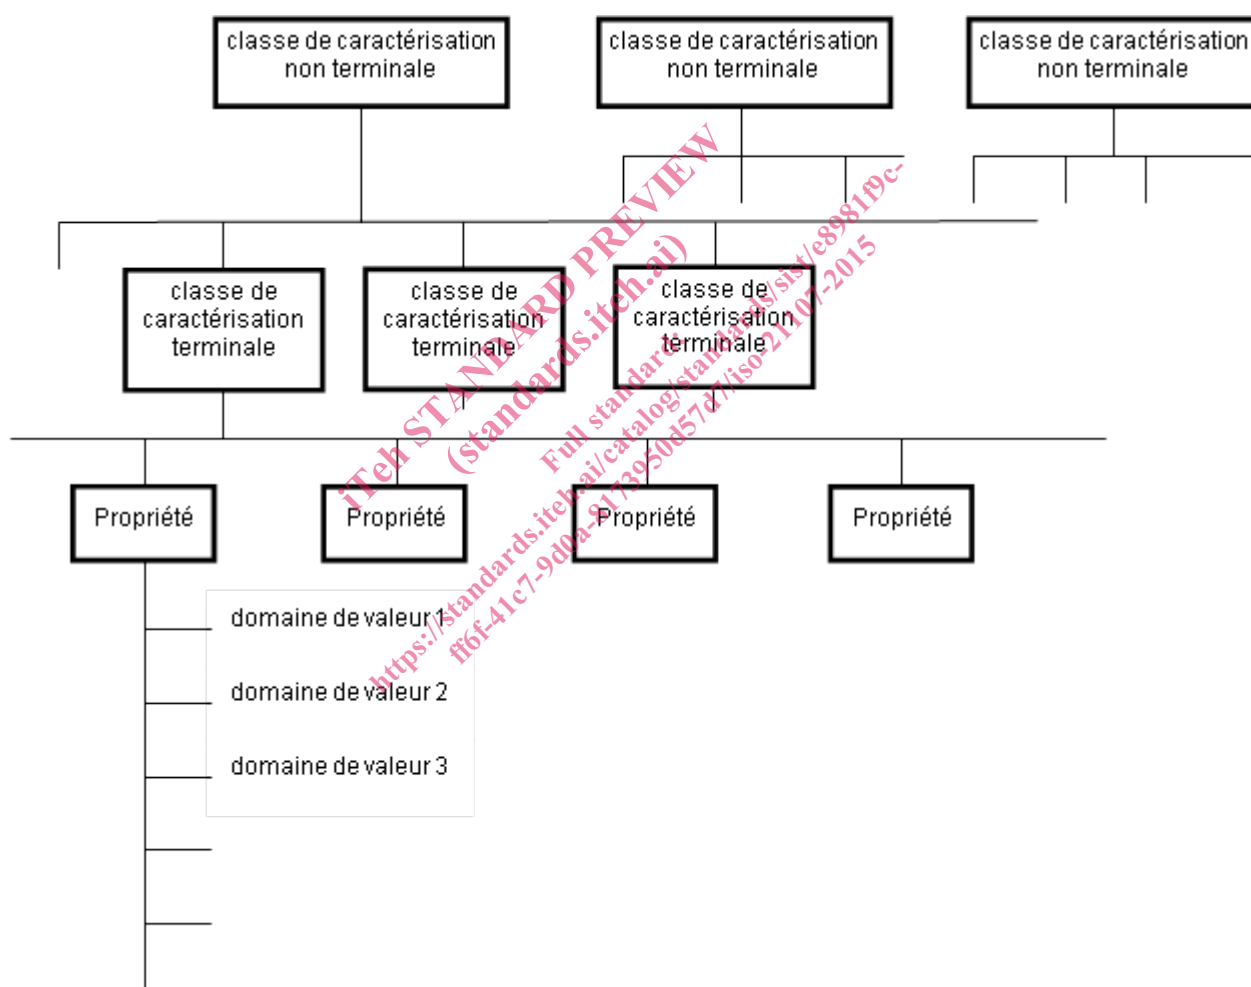 classe de caractérisation
non terminale
classe de caractérisation
non terminale
classe de caractérisation
non terminale
classe de
caractérisation
terminale
classe de
caractérisation
terminale
classe de
caractérisation
terminale
Propriété
Propriété
Propriété
Propriété
domaine de valeur 1
domaine de valeur 2
domaine de valeur 3
iTeh STANDARD PREVIEW
(standards.iteh.ai)
Full standard:
https://standards.iteh.ai/catalog/standards/sist/e8981f9c-
ff6f-41c7-9d0a-8173950d57d7/iso-21107-2015